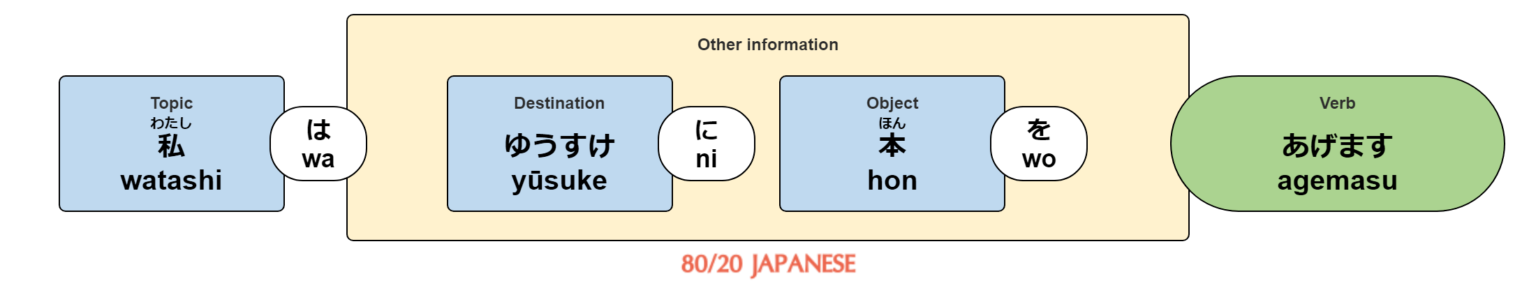 Other information
Topic
わたし
私
watashi
は
wa
Destination
ゆうすけ
yūsuke
に
ni
Object
ほん
本
hon
を
wo
Verb
あげます
agemasu
80/20 JAPANESE